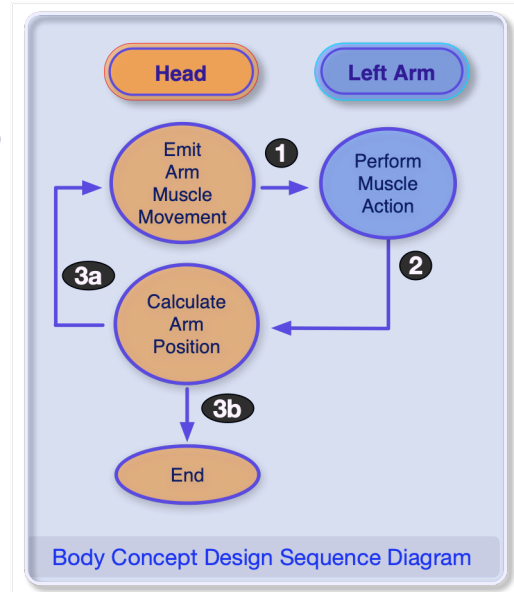 Head
Left Arm
Emit
Arm
Muscle
Movement
1
Perform
Muscle
Action
2
3a
Calculate
Arm
Position
3b
End
Body Concept Design Sequence Diagram